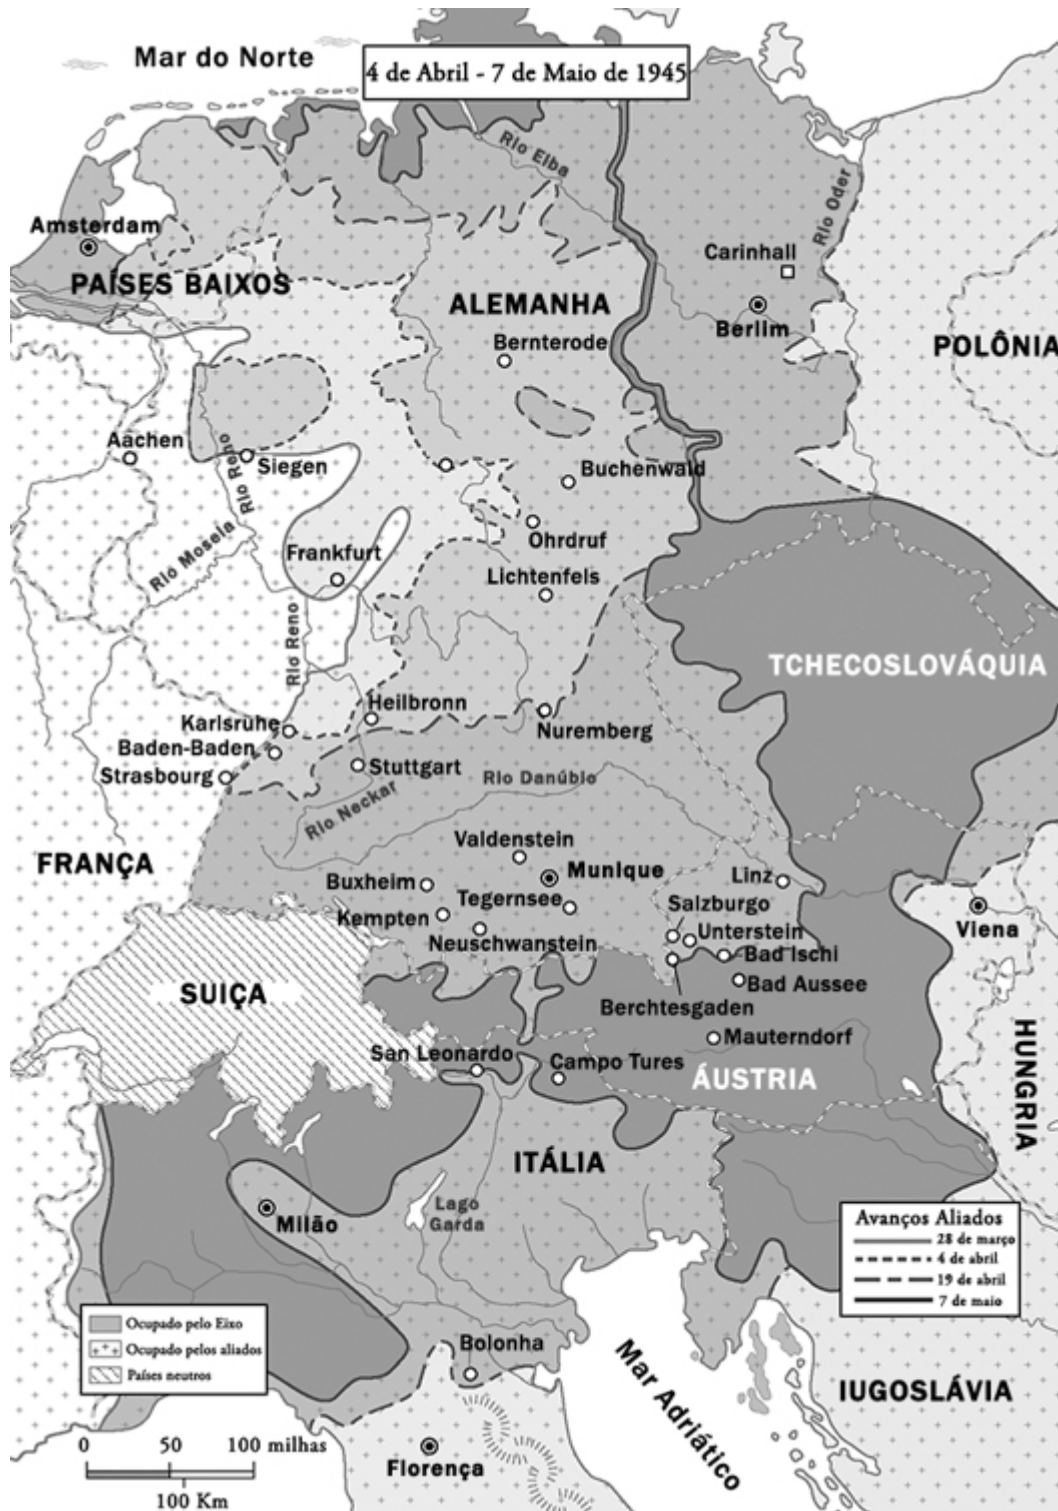 Mar do Norte
4 de Abril - 7 de Maio de 1945
Rio Elba
Rio Oder
Amsterdam
Carinhall
PAÍSES BAIXOS
ALEMANHA
Berlim
Bernterode
POLÔNIA
Aachen
Rio Reno
Siegen
Buchenwald
Rio Mosela
Ohrdruf
Frankfurt
Lichtenfels
Rio Reno
TCHECOSLOVÁQUIA
Heilbronn
Karlsruhe
Nuremberg
Baden-Baden
Strasbourg
Stuttgart
Rio Danúbio
Rio Neckar
Valdenstein
FRANÇA
Munique
Buxheim
Linz
Tegernsee
Salzburgo
Kempten
Unterstein
Viena
Neuschwanstein
Bad Ischi
SUIÇA
Bad Aussee
Berchtesgaden
Mauterndorf
HUNGRIA
San Leonardo
Campo Tures
ÁUSTRIA
ITÁLIA
Lago
Garda
Milão
Avanços Aliados
28 de março
4 de abril
19 de abril
7 de maio
Ocupado pelo Eixo
Ocupado pelos aliados
Países neutros
Bolonha
Mar Adriático
IUGOSLÁVIA
0 50 100 milhas
100 Km
Florença